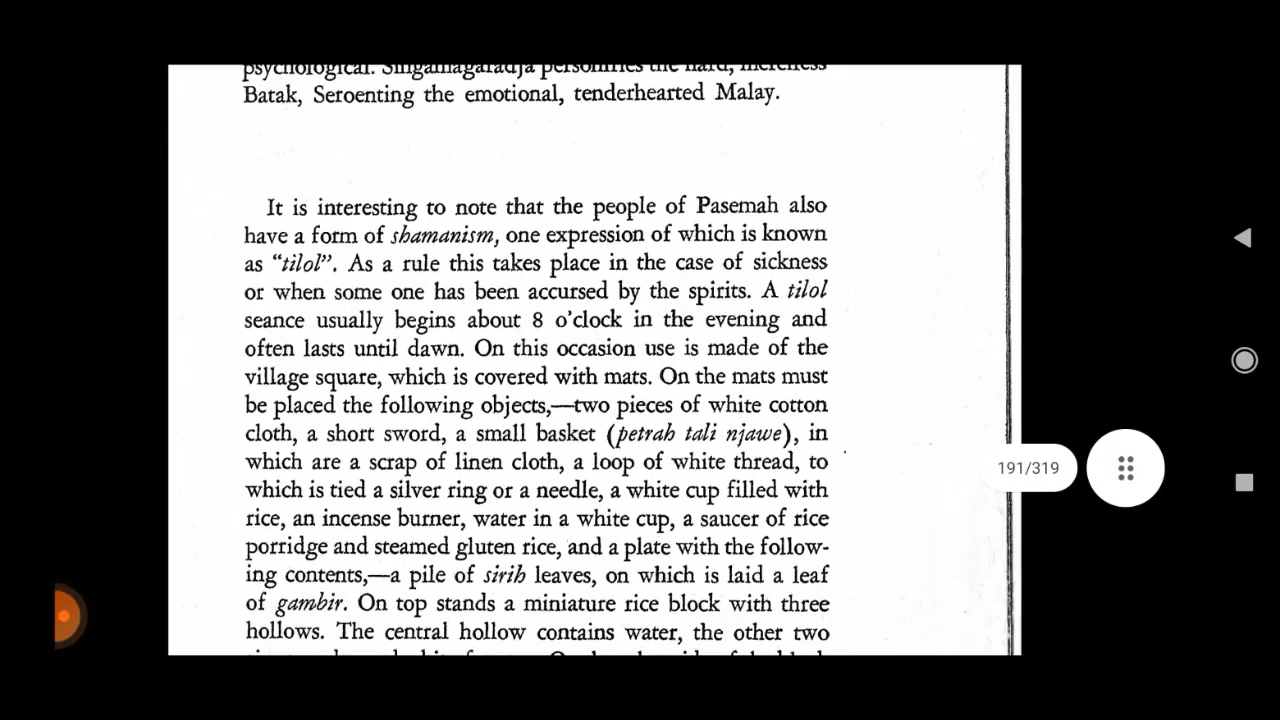 psychological. Singamagaradja personifies the hard, merciless
Batak, Seroenting the emotional, tenderhearted Malay.
It is interesting to note that the people of Pasemah also
have a form of shamanism, one expression of which is known
as “tilol”. As a rule this takes place in the case of sickness
or when some one has been accursed by the spirits. A tilol
seance usually begins about 8 o'clock in the evening and
often lasts until dawn. On this occasion use is made of the
village square, which is covered with mats. On the mats must
be placed the following objects,—two pieces of white cotton
cloth, a short sword, a small basket (petrah tali njawe), in
which are a scrap of linen cloth, a loop of white thread, to
which is tied a silver ring or a needle, a white cup filled with
rice, an incense burner, water in a white cup, a saucer of rice
porridge and steamed gluten rice, and a plate with the follow-
ing contents,—a pile of sirih leaves, on which is laid a leaf
of gambir. On top stands a miniature rice block with three
hollows. The central hollow contains water, the other two
191/319